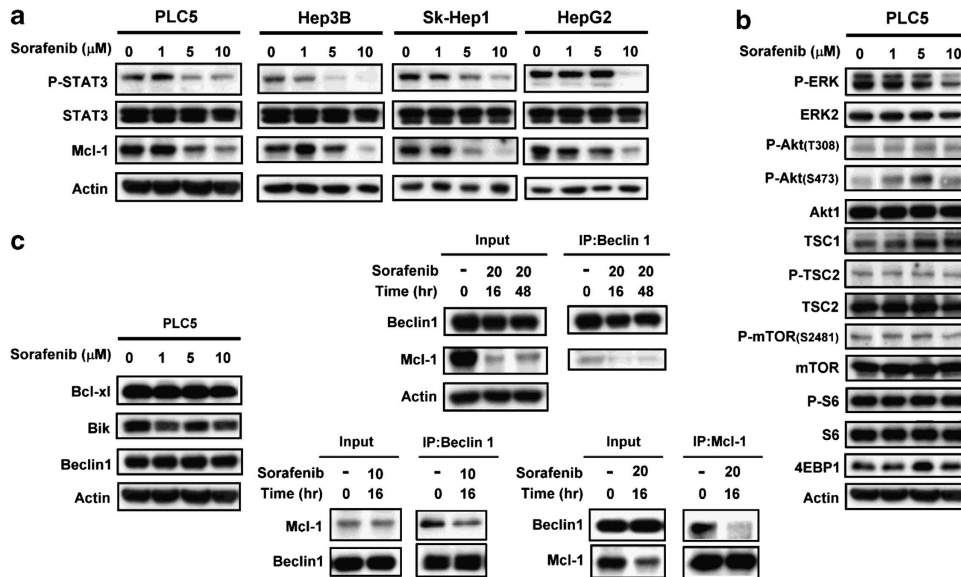 a
PLC5 Hep3B Sk-Hep1 HepG2
Sorafenib (μM) 0 1 5 10 0 1 5 10 0 1 5 10 0 1 5 10
P-STAT3
STAT3
Mcl-1
Actin
b
PLC5
Sorafenib (μM) 0 1 5 10
P-ERK
ERK2
P-Akt(T308)
P-Akt(S473)
Akt1
TSC1
P-TSC2
TSC2
P-mTOR(S2481)
mTOR
P-S6
S6
4EBP1
Actin
c
PLC5
Sorafenib (μM) 0 1 5 10
Bcl-xl
Bik
Beclin1
Actin
Input IP:Beclin 1
Sorafenib - 20 20 - 20 20
Time (hr) 0 16 48 0 16 48
Beclin1
Mcl-1
Actin
Input IP:Beclin 1
Sorafenib - 10 - 10
Time (hr) 0 16 0 16
Mcl-1
Beclin1
Input IP:Mcl-1
Sorafenib - 20 - 20
Time (hr) 0 16 0 16
Beclin1
Mcl-1